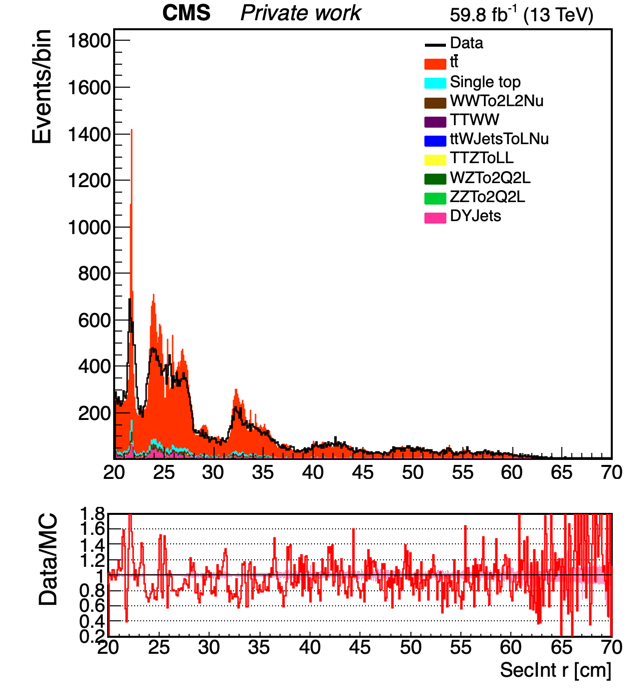 CMS Private work 59.8 fb⁻¹ (13 TeV)
Events/bin
1800
1600
1400
1200
1000
800
600
400
200
Data
tt̄
Single top
WWTo2L2Nu
TTWW
ttWJetsToLNu
TTZToLL
WZTo2Q2L
ZZTo2Q2L
DYJets
20 25 30 35 40 45 50 55 60 65 70
Data/MC
1.8
1.6
1.4
1.2
1
0.8
0.6
0.4
0.2
20 25 30 35 40 45 50 55 60 65 70
SecInt r [cm]